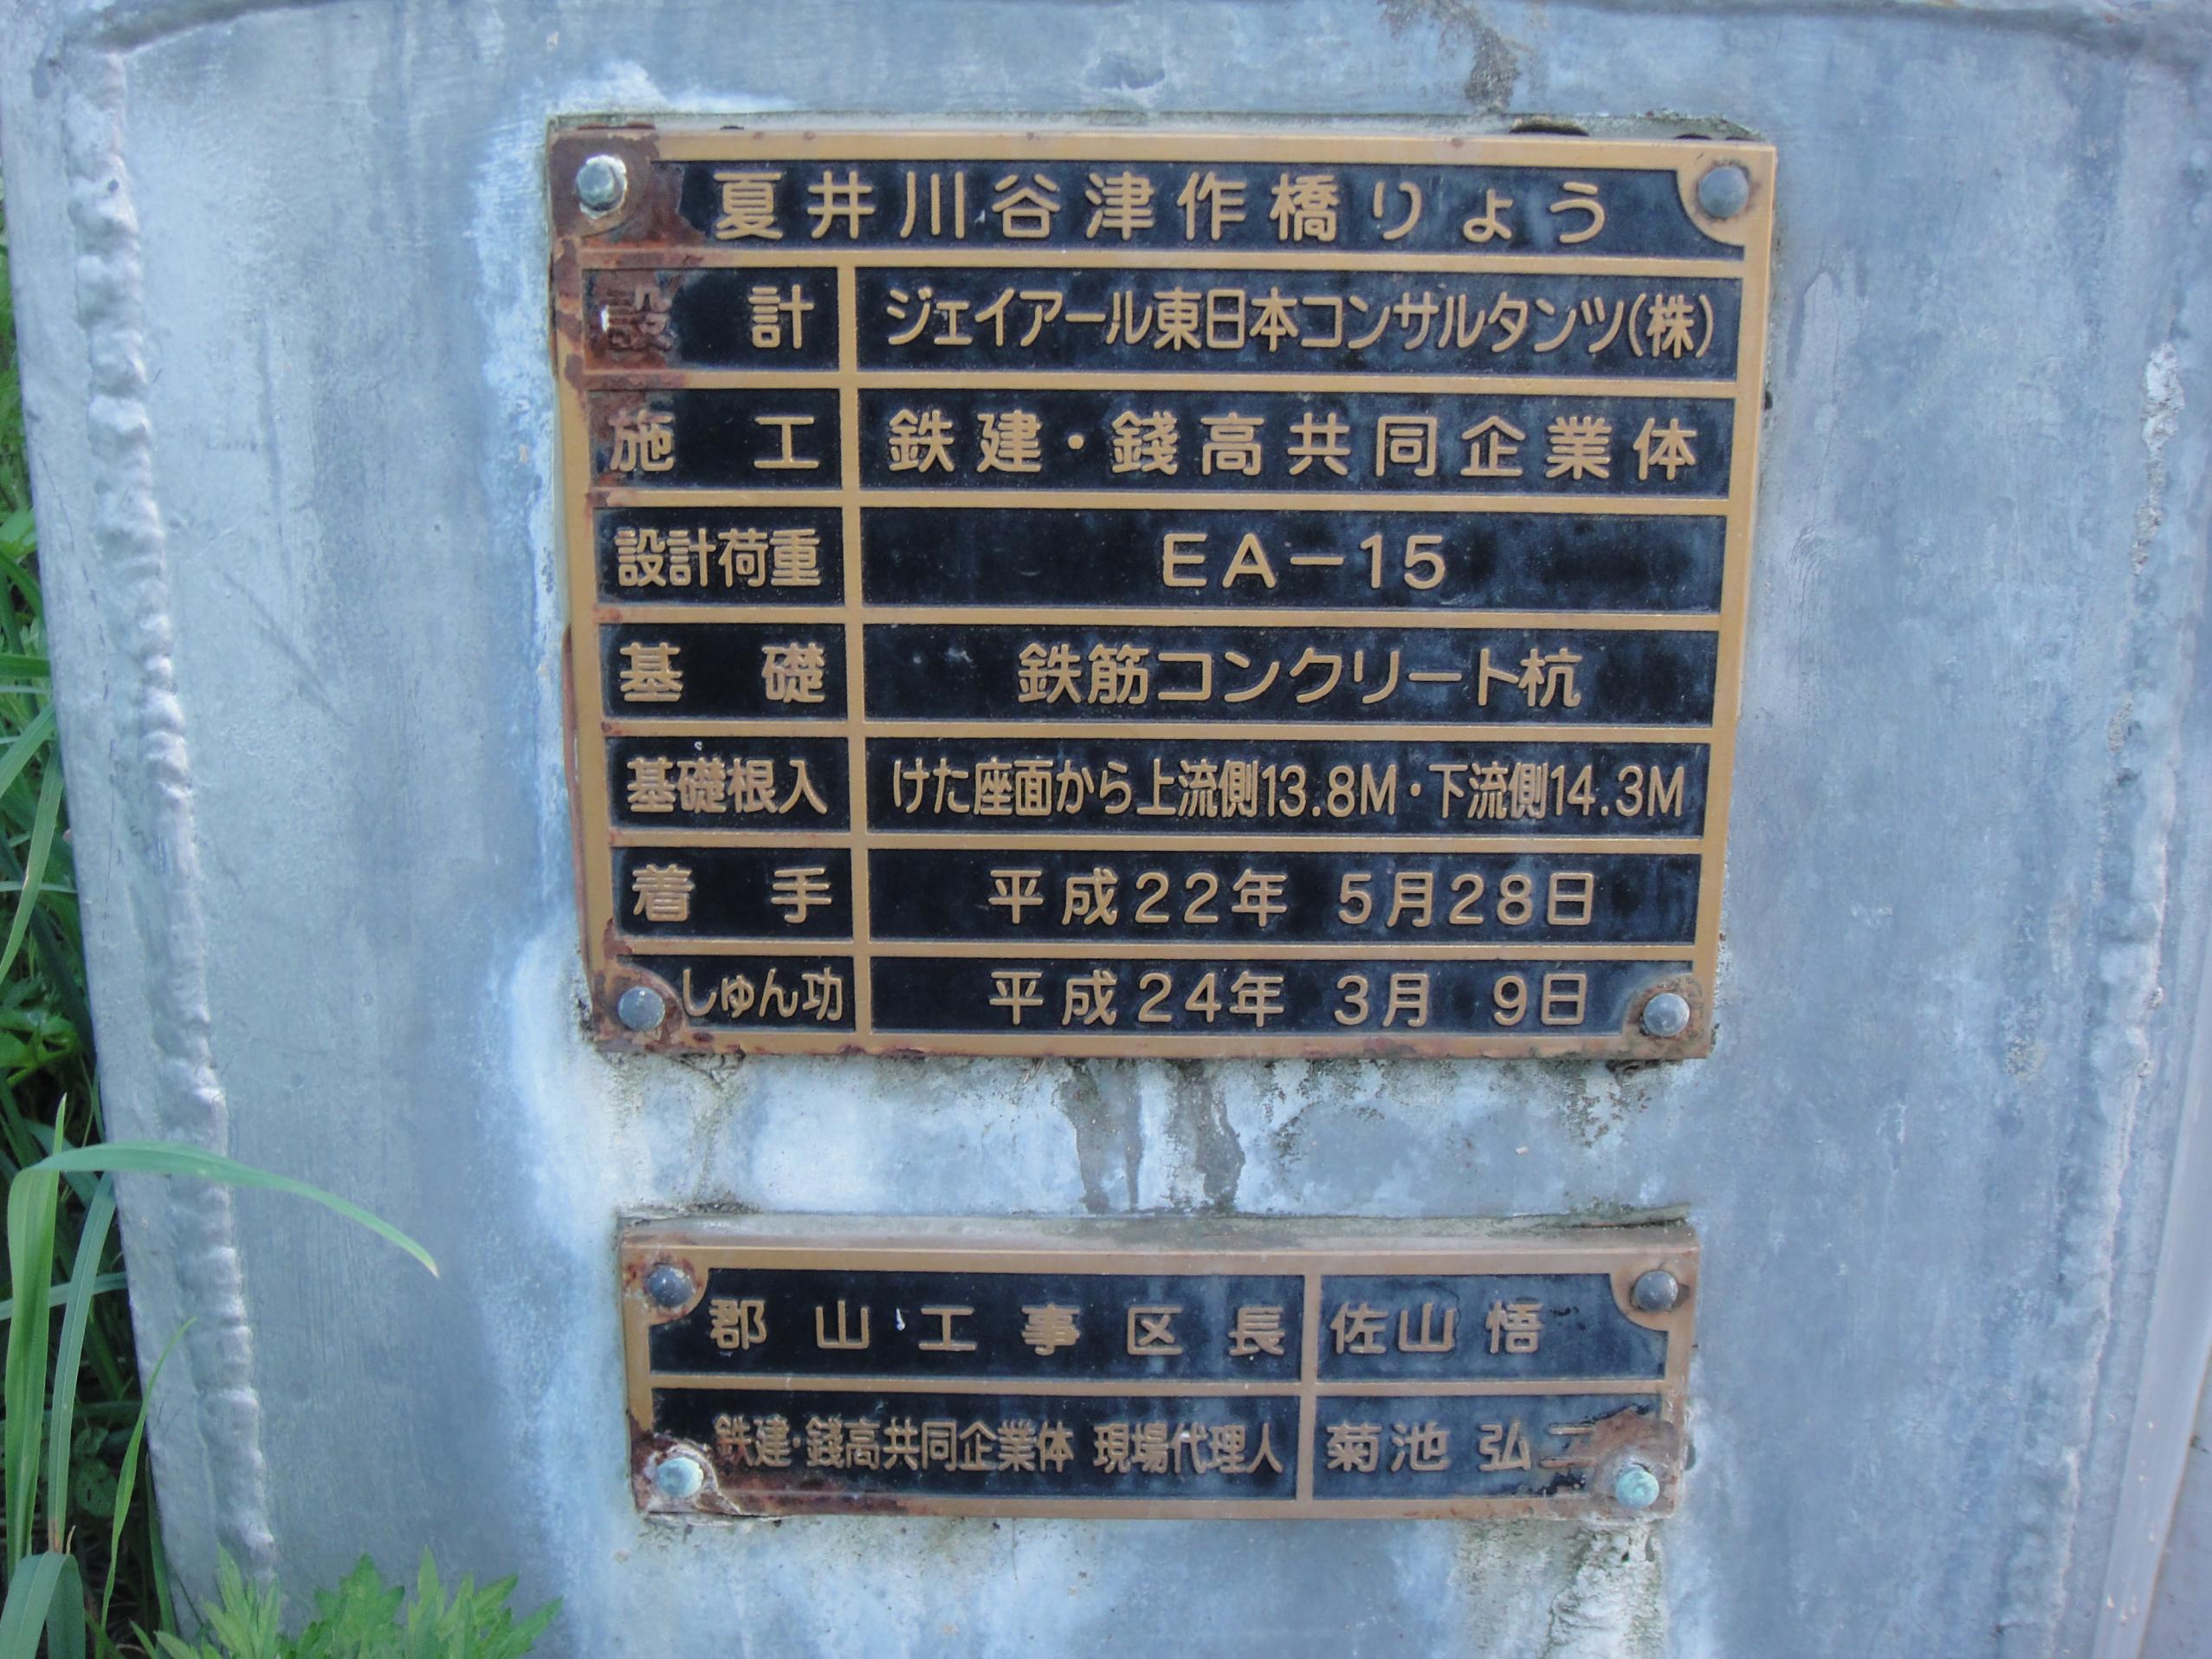 夏井川谷津作橋りょう
設計 ジェイアール東日本コンサルタンツ(株)
施工 鉄建・錢高共同企業体
設計荷重 EA-15
基礎 鉄筋コンクリート杭
基礎根入 けた座面から上流側13.8M・下流側14.3M
着手 平成22年 5月28日
しゅん功 平成24年 3月 9日
郡山工事区長 佐山 悟
鉄建・錢高共同企業体 現場代理人 菊池 弘二